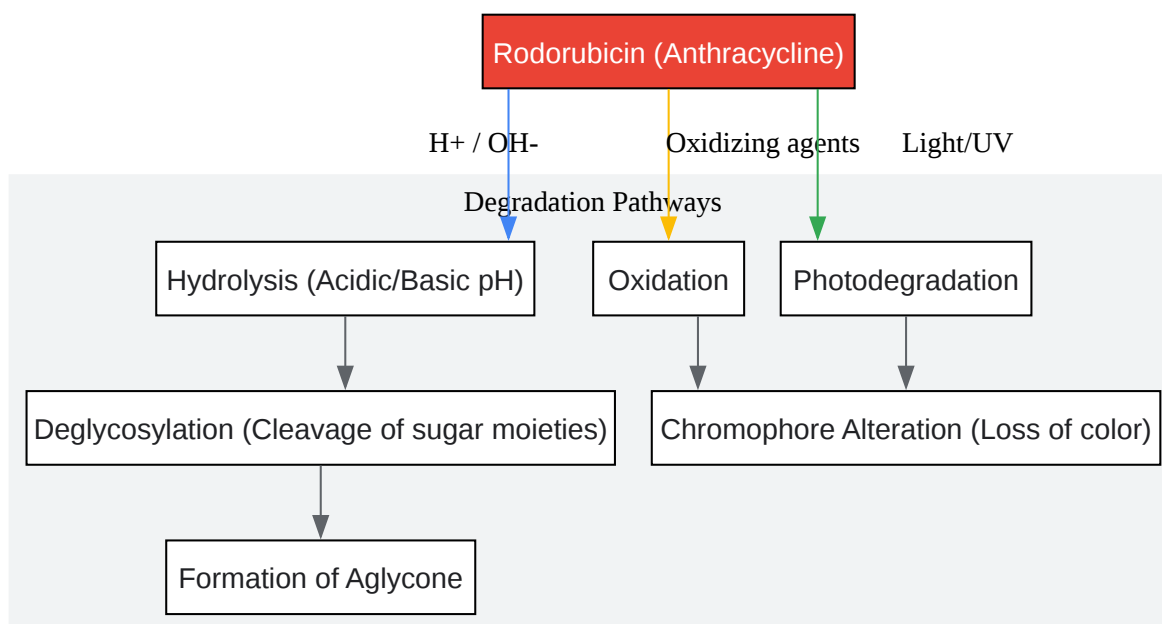 Rodorubicin (Anthracycline)
H+ / OH-
Oxidizing agents
Light/UV
Degradation Pathways
Hydrolysis (Acidic/Basic pH)
Oxidation
Photodegradation
Deglycosylation (Cleavage of sugar moieties)
Chromophore Alteration (Loss of color)
Formation of Aglycone